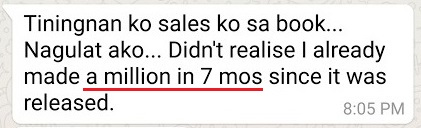 Tiningnan ko sales ko sa book...
Nagulat ako... Didn't realise I already
made a million in 7 mos since it was
released.
8:05 PM